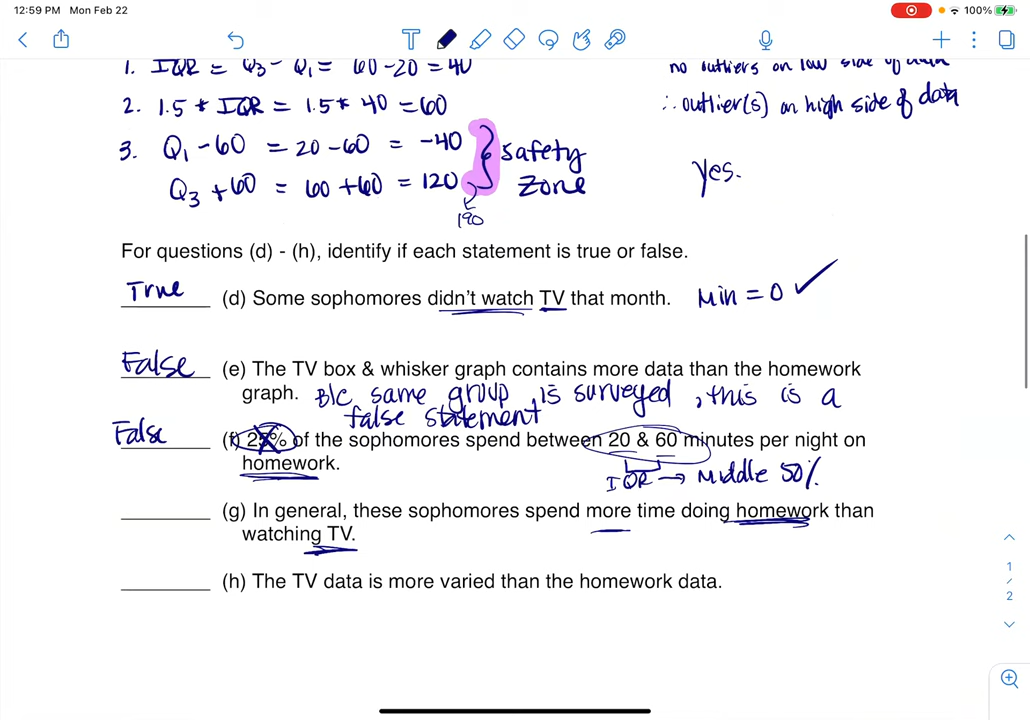 12:59 PM Mon Feb 22
100%
1. IQR = Q3 - Q1 = 60 - 20 = 40
no outliers on low side of data
2. 1.5 * IQR = 1.5 * 40 = 60
∴ outlier(s) on high side of data
3. Q1 - 60 = 20 - 60 = -40
Safety
Q3 + 60 = 60 + 60 = 120
Zone
yes.
190
For questions (d) - (h), identify if each statement is true or false.
True (d) Some sophomores didn't watch TV that month. Min = 0 ✓
False (e) The TV box & whisker graph contains more data than the homework
graph. B/c same group is surveyed, this is a
false statement
False (f) 25% of the sophomores spend between 20 & 60 minutes per night on
homework.
IQR → Middle 50%
(g) In general, these sophomores spend more time doing homework than
watching TV.
(h) The TV data is more varied than the homework data.
1
/
2